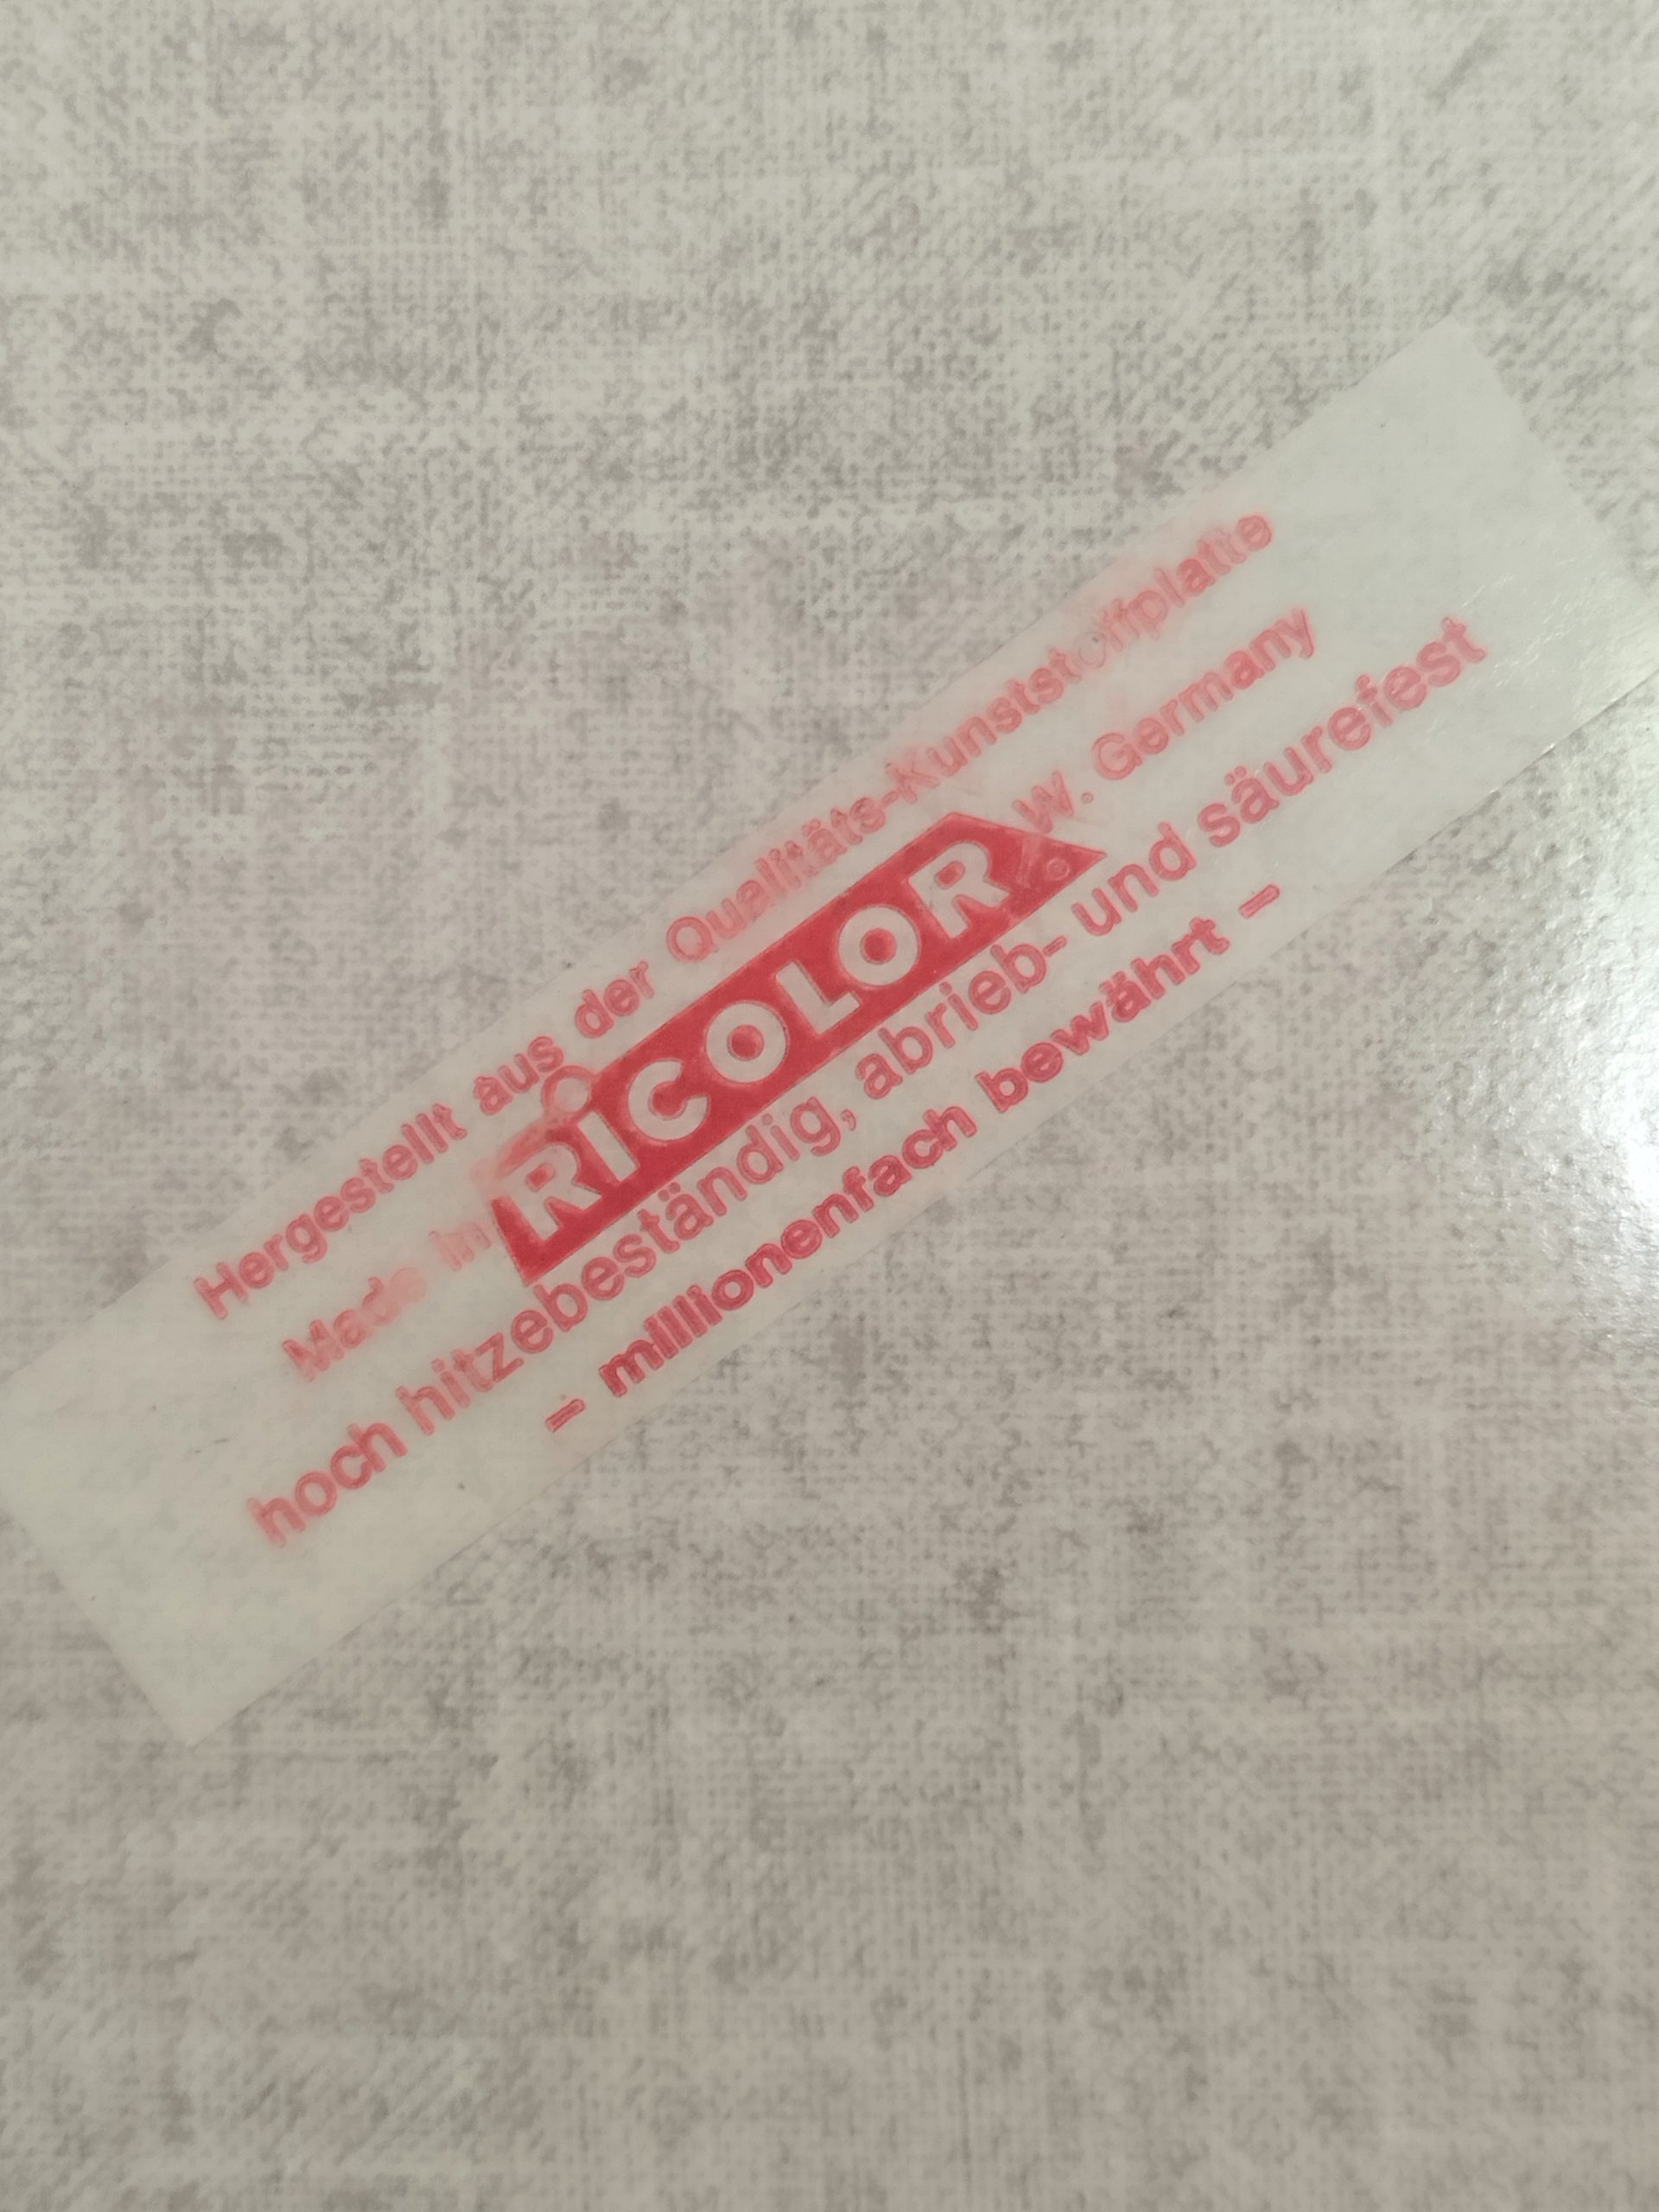 Hergestellt aus der Qualitäts-Kunststoffplatte
Made in RiCOLOR ® W. Germany
hoch hitzebeständig, abrieb- und säurefest
– millionenfach bewährt –